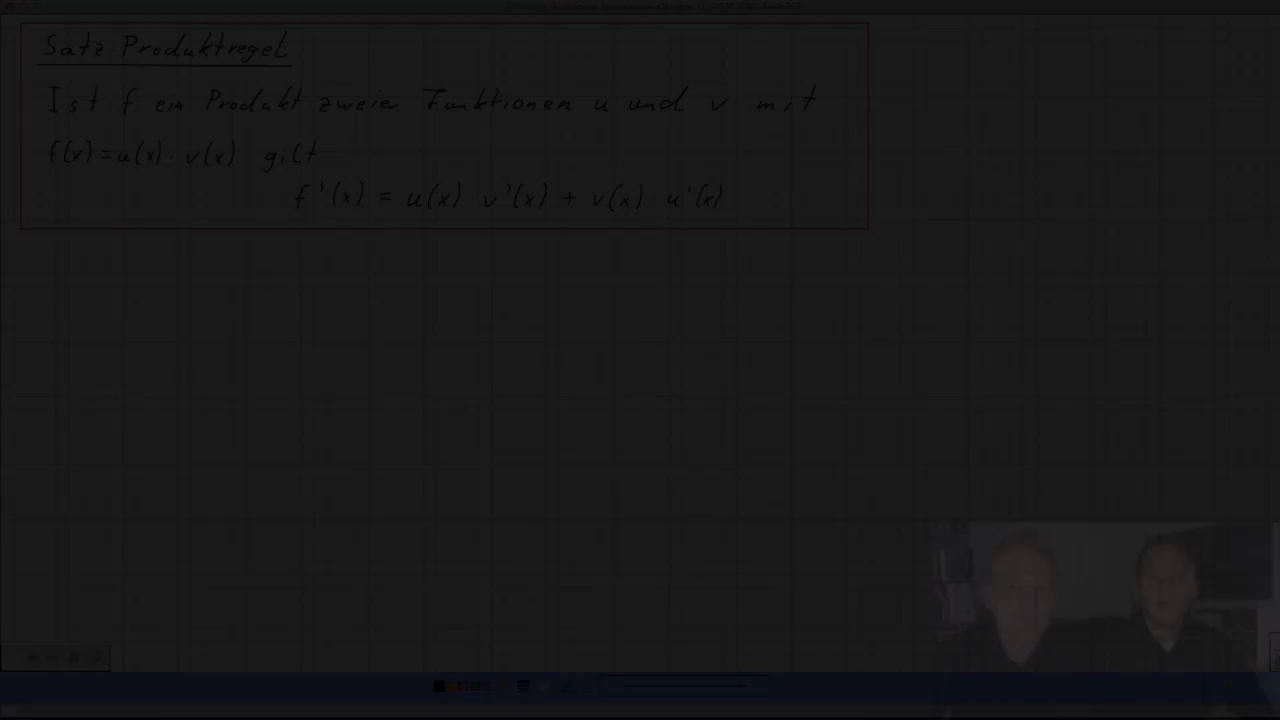 Satz Produktregel
Ist f ein Produkt zweier Funktionen u und v mit
f(x) = u(x) · v(x) gilt
f'(x) = u(x) · v'(x) + v(x) · u'(x)